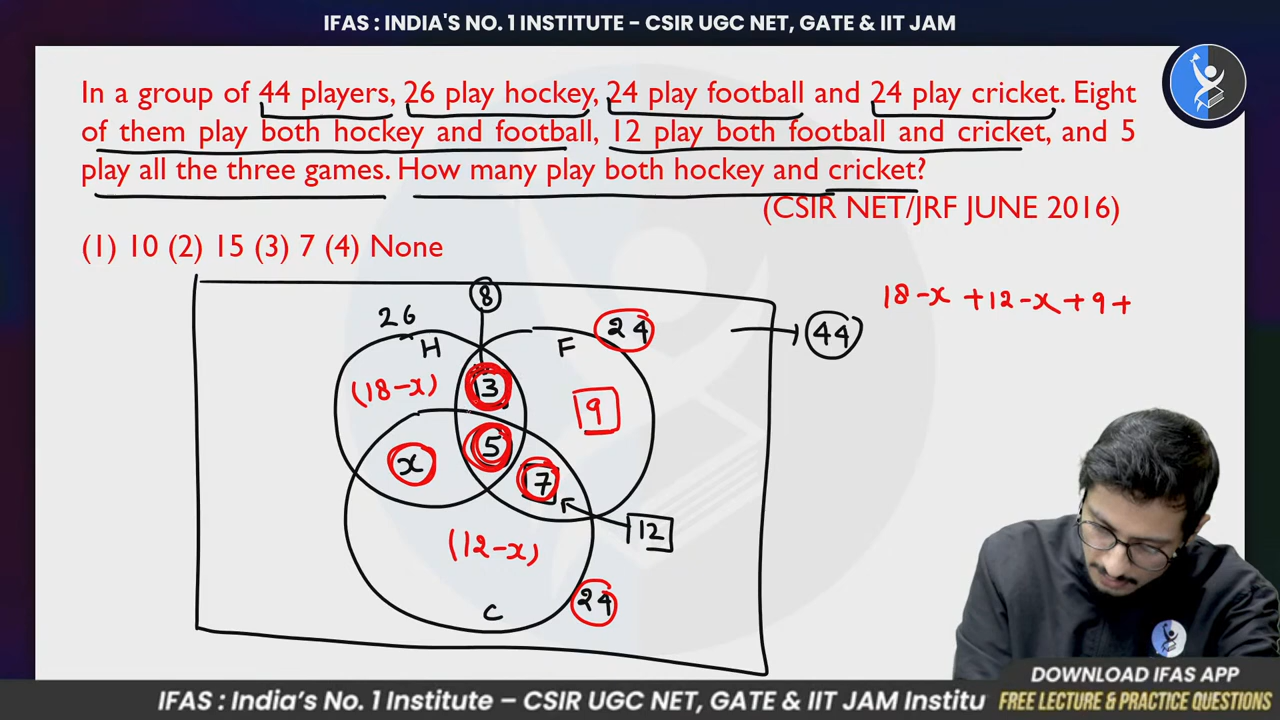 IFAS : INDIA'S NO. 1 INSTITUTE – CSIR UGC NET, GATE & IIT JAM
In a group of 44 players, 26 play hockey, 24 play football and 24 play cricket. Eight
of them play both hockey and football, 12 play both football and cricket, and 5
play all the three games. How many play both hockey and cricket?
(CSIR NET/JRF JUNE 2016)
(1) 10 (2) 15 (3) 7 (4) None
8
18-x +12-x+9+
26
24
44
H
F
(18-x)
3
9
x
5
7
12
(12-x)
24
C
DOWNLOAD IFAS APP
IFAS : India's No. 1 Institute – CSIR UGC NET, GATE & IIT JAM Institu
FREE LECTURE & PRACTICE QUESTIONS